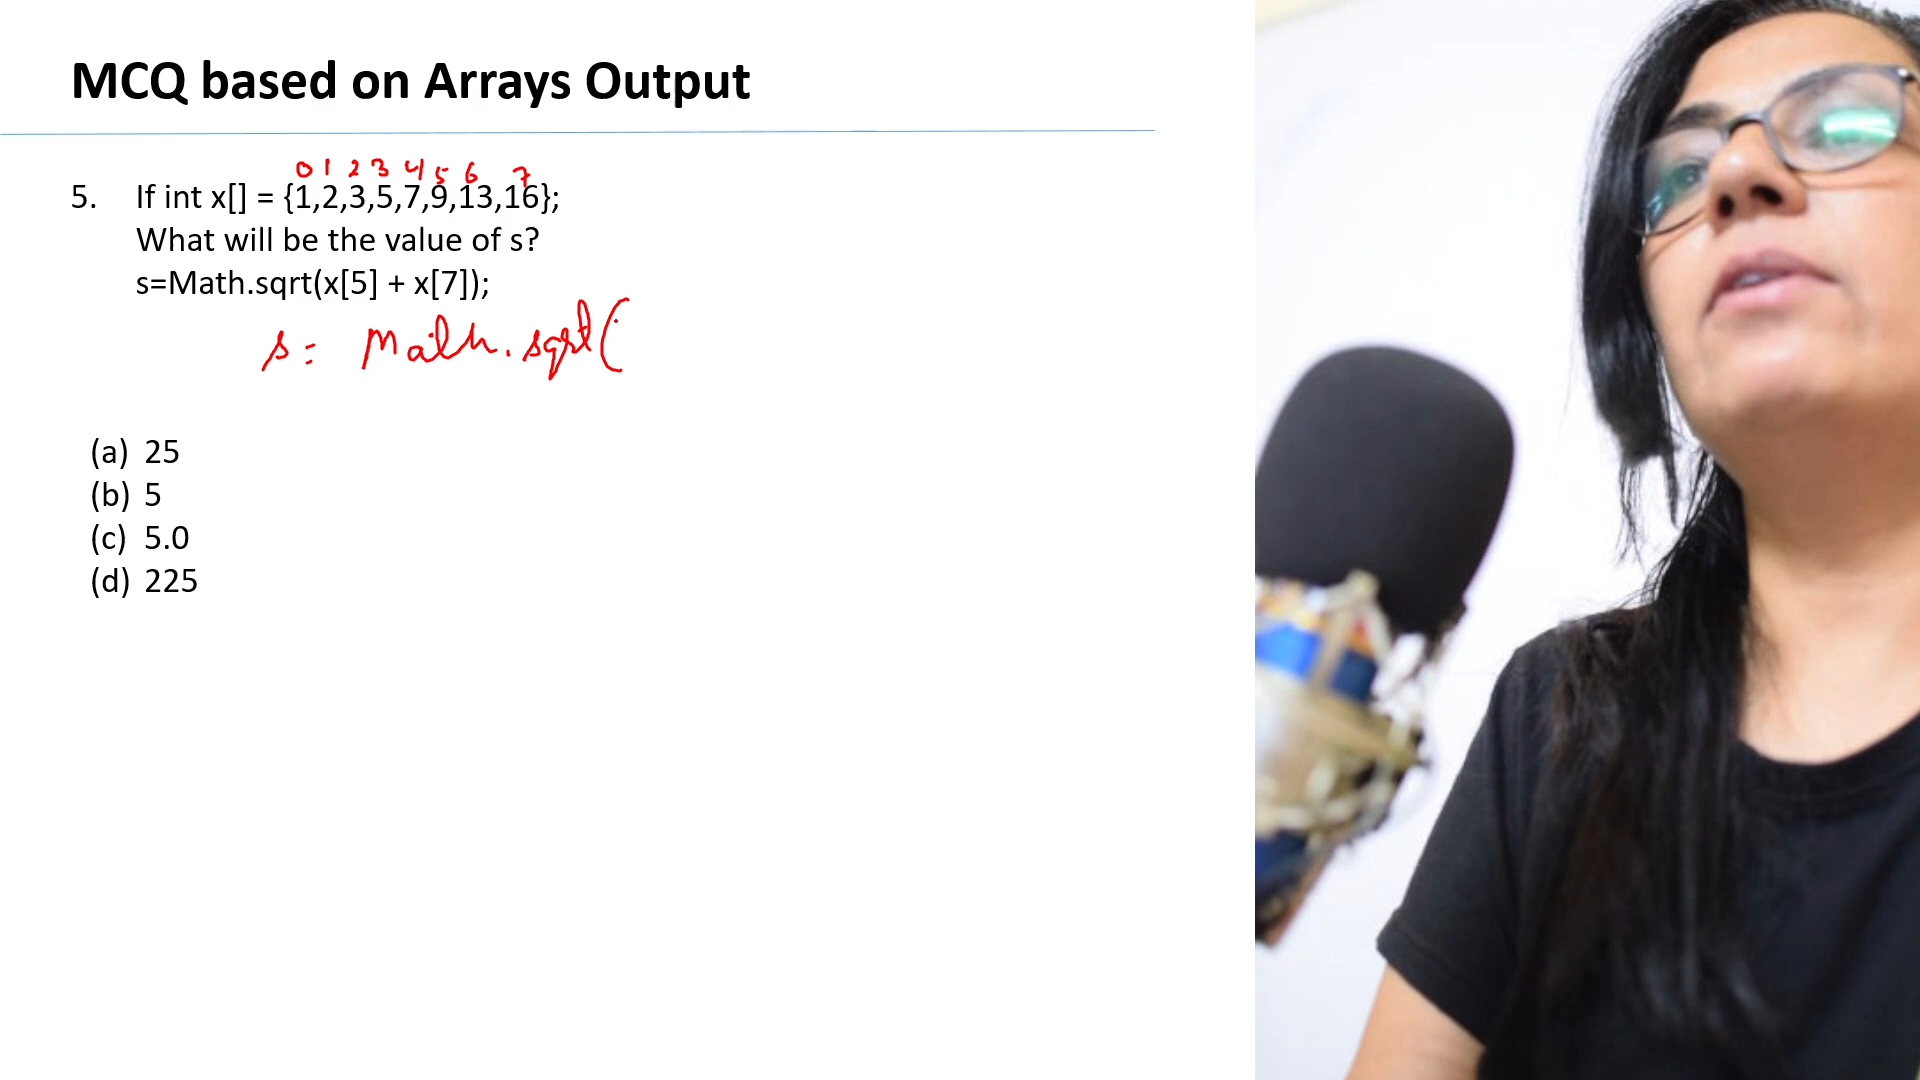 MCQ based on Arrays Output
0 1 2 3 4 5 6 7
5. If int x[] = {1,2,3,5,7,9,13,16};
What will be the value of s?
s=Math.sqrt(x[5] + x[7]);
s= Math.sqrt(
(a) 25
(b) 5
(c) 5.0
(d) 225